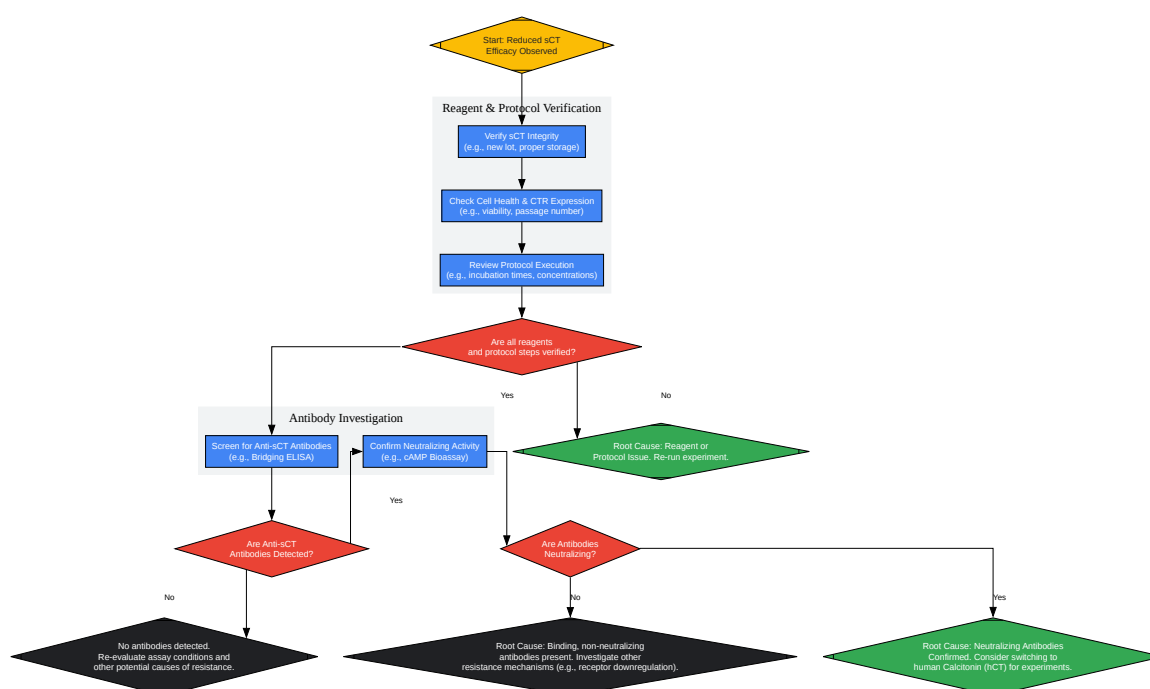 Start: Reduced sCT
Efficacy Observed
Reagent & Protocol Verification
Verify sCT Integrity
(e.g., new lot, proper storage)
Check Cell Health & CTR Expression
(e.g., viability, passage number)
Review Protocol Execution
(e.g., incubation times, concentrations)
Are all reagents
and protocol steps verified?
Yes
No
Antibody Investigation
Screen for Anti-sCT Antibodies
(e.g., Bridging ELISA)
Confirm Neutralizing Activity
(e.g., cAMP Bioassay)
Root Cause: Reagent or
Protocol Issue. Re-run experiment.
Yes
Are Anti-sCT
Antibodies Detected?
Are Antibodies
Neutralizing?
No
No
Yes
No antibodies detected.
Re-evaluate assay conditions and
other potential causes of resistance.
Root Cause: Binding, non-neutralizing
antibodies present. Investigate other
resistance mechanisms (e.g., receptor downregulation).
Root Cause: Neutralizing Antibodies
Confirmed. Consider switching to
human Calcitonin (hCT) for experiments.